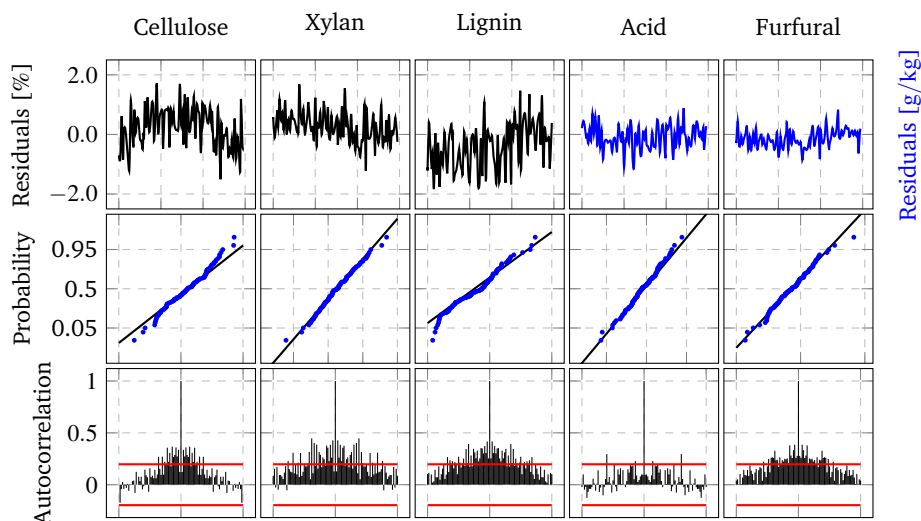 Cellulose Xylan Lignin Acid Furfural
Residuals [%]
2.0
0.0
−2.0
Residuals [g/kg]
Probability
0.95
0.5
0.05
Autocorrelation
1
0.5
0